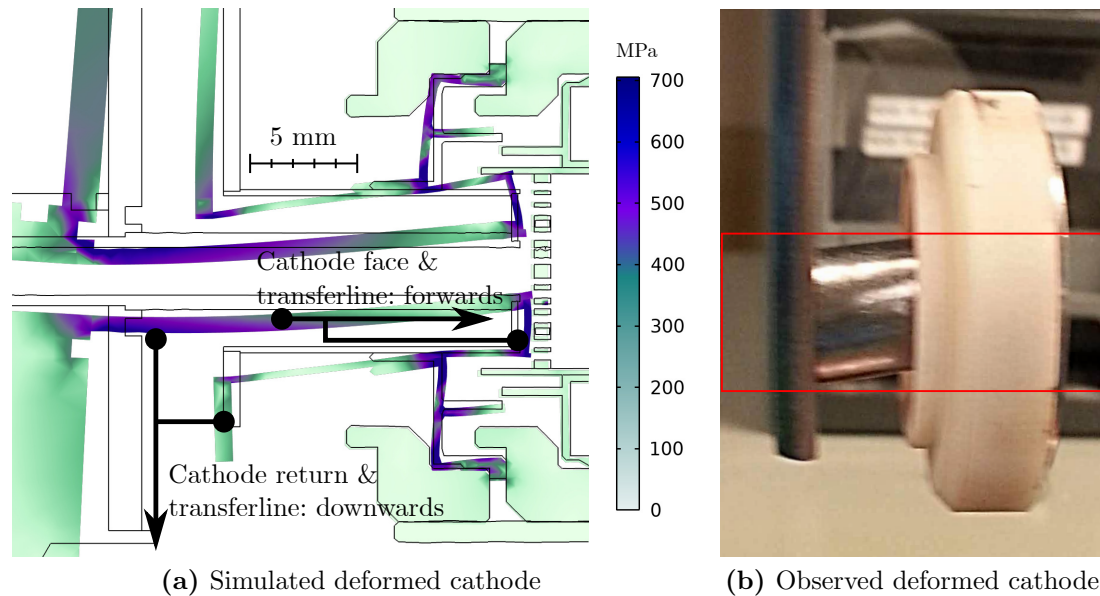 MPa
700
600
500
400
300
200
100
0
5 mm
Cathode face &
transferline: forwards
Cathode return &
transferline: downwards
(a) Simulated deformed cathode
(b) Observed deformed cathode